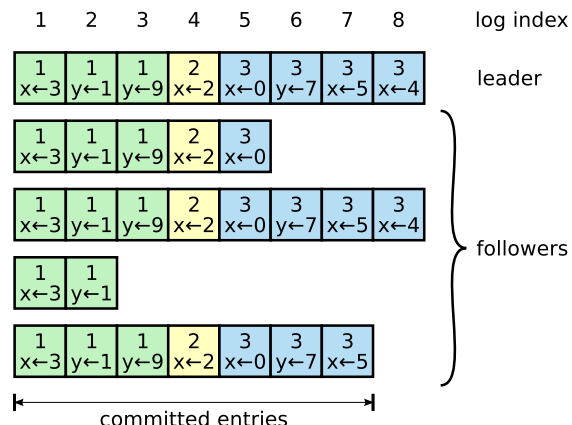 1 2 3 4 5 6 7 8 log index
1 1 1 2 3 3 3 3
x←3 y←1 y←9 x←2 x←0 y←7 x←5 x←4
leader
1 1 1 2 3
x←3 y←1 y←9 x←2 x←0
1 1 1 2 3 3 3 3
x←3 y←1 y←9 x←2 x←0 y←7 x←5 x←4
followers
1 1
x←3 y←1
1 1 1 2 3 3 3
x←3 y←1 y←9 x←2 x←0 y←7 x←5
committed entries